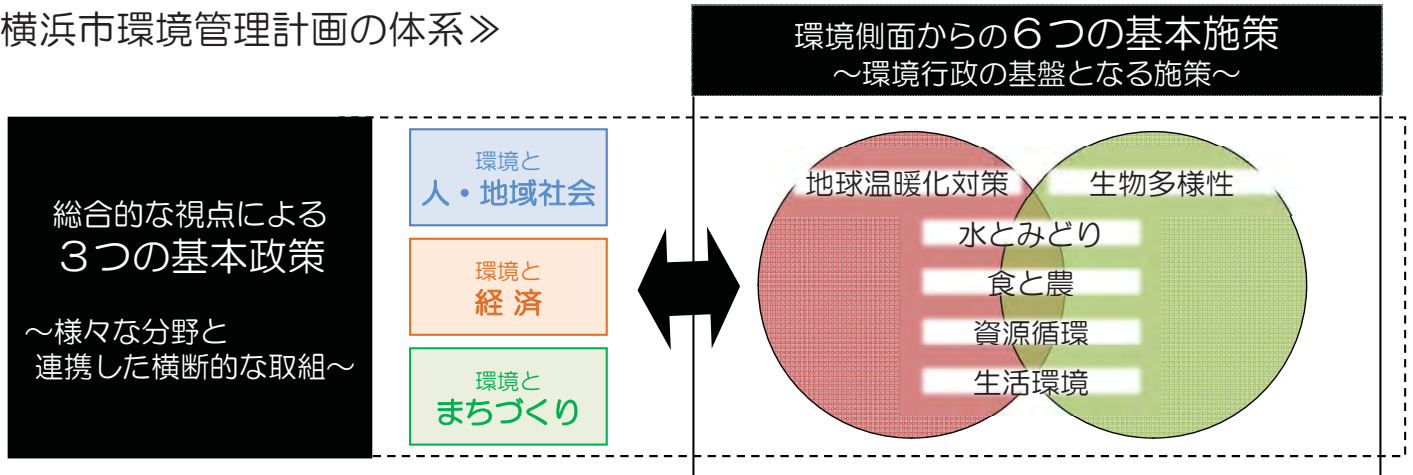 横浜市環境管理計画の体系≫
環境側面からの６つの基本施策
～環境行政の基盤となる施策～
総合的な視点による
３つの基本政策
～様々な分野と
連携した横断的な取組～
環境と
人・地域社会
環境と
経 済
環境と
まちづくり
地球温暖化対策
生物多様性
水とみどり
食と農
資源循環
生活環境